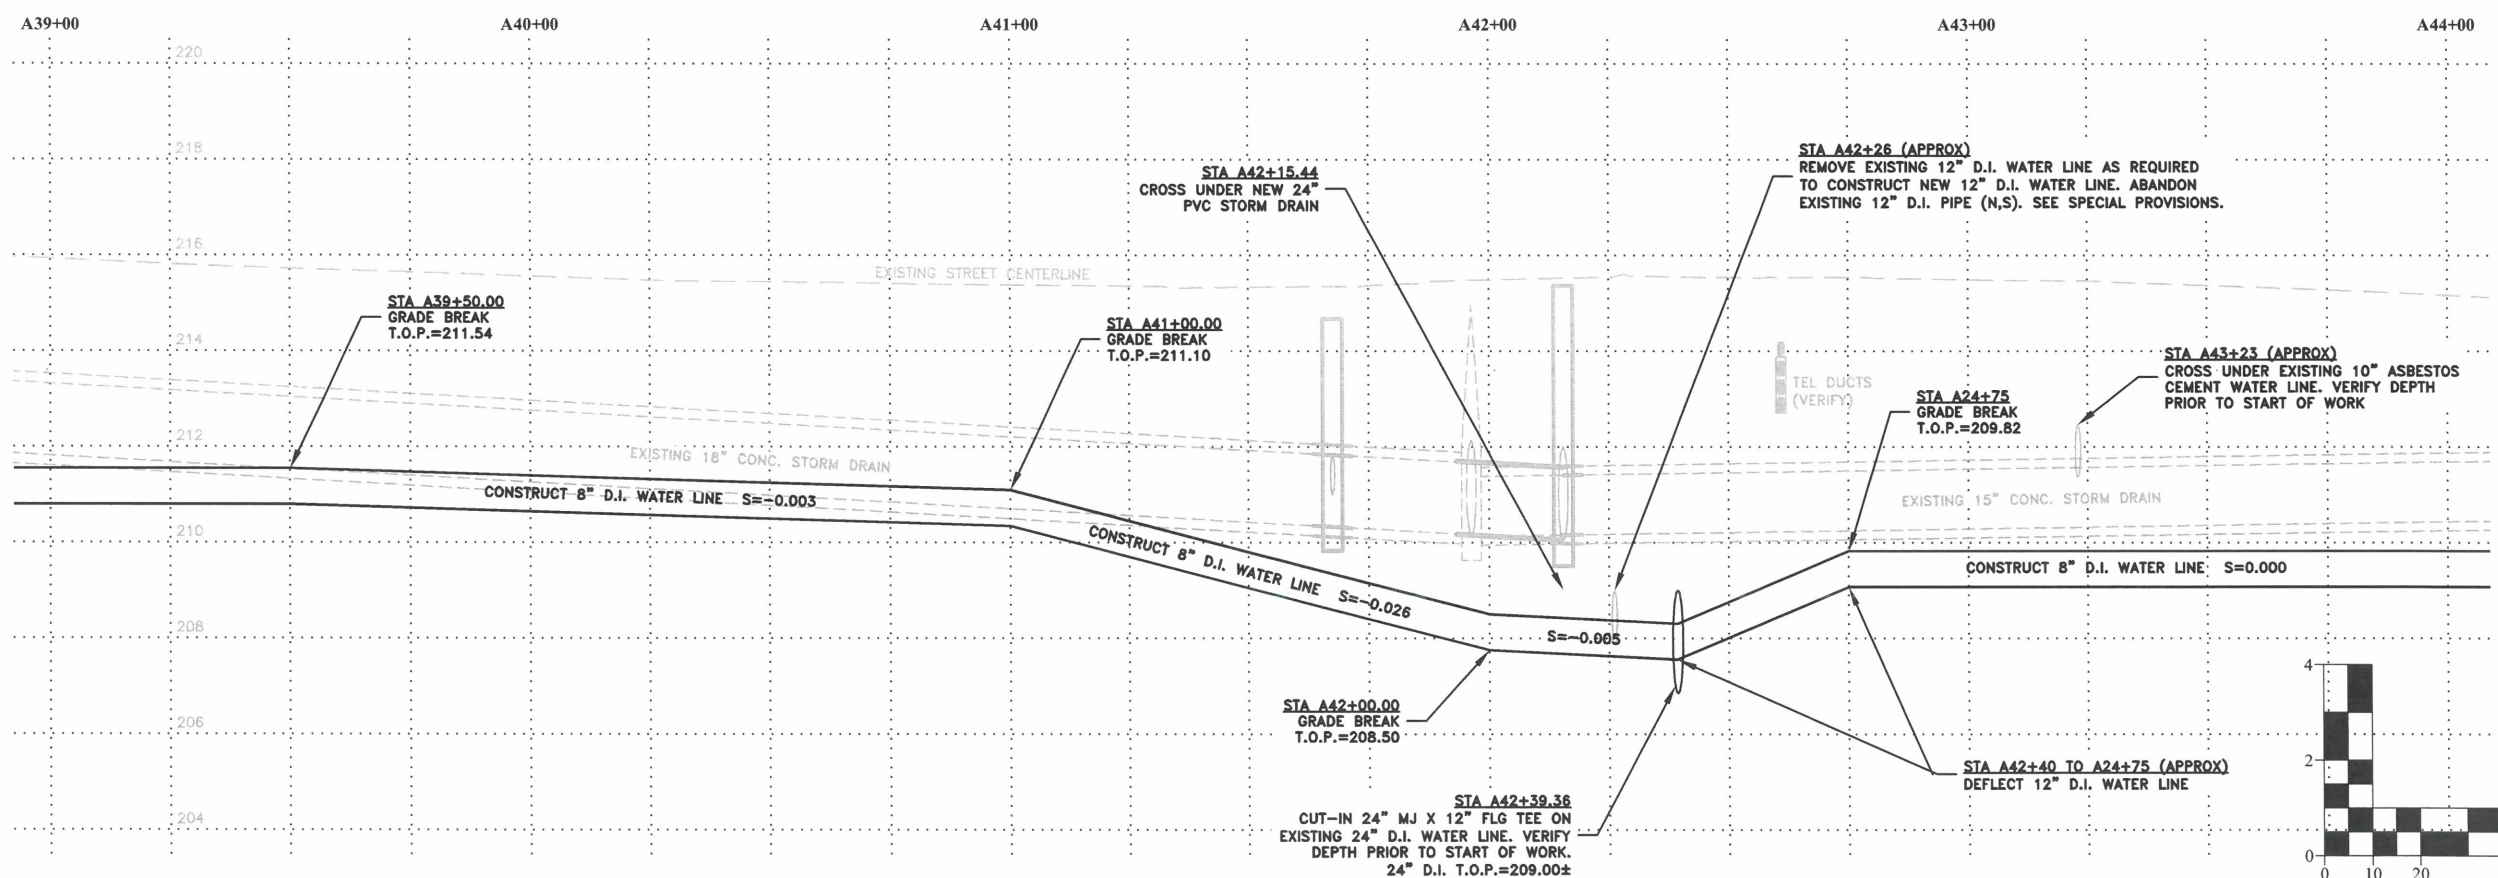 A39+00
A40+00
A41+00
A42+00
A43+00
A44+00
220
218
216
214
212
210
208
206
204
STA A42+15.44
CROSS UNDER NEW 24"
PVC STORM DRAIN
STA A42+26 (APPROX)
REMOVE EXISTING 12" D.I. WATER LINE AS REQUIRED
TO CONSTRUCT NEW 12" D.I. WATER LINE. ABANDON
EXISTING 12" D.I. PIPE (N,S). SEE SPECIAL PROVISIONS.
EXISTING STREET CENTERLINE
STA A39+50.00
GRADE BREAK
T.O.P.=211.54
STA A41+00.00
GRADE BREAK
T.O.P.=211.10
TEL DUCTS
(VERIFY)
STA A43+23 (APPROX)
CROSS UNDER EXISTING 10" ASBESTOS
CEMENT WATER LINE. VERIFY DEPTH
PRIOR TO START OF WORK
STA A24+75
GRADE BREAK
T.O.P.=209.82
EXISTING 18" CONC. STORM DRAIN
CONSTRUCT 8" D.I. WATER LINE S=-0.003
EXISTING 15" CONC. STORM DRAIN
CONSTRUCT 8" D.I. WATER LINE S=-0.026
CONSTRUCT 8" D.I. WATER LINE S=0.000
S=-0.005
STA A42+00.00
GRADE BREAK
T.O.P.=208.50
STA A42+40 TO A24+75 (APPROX)
DEFLECT 12" D.I. WATER LINE
STA A42+39.36
CUT-IN 24" MJ X 12" FLG TEE ON
EXISTING 24" D.I. WATER LINE. VERIFY
DEPTH PRIOR TO START OF WORK.
24" D.I. T.O.P.=209.00±
4
2
0
0 10 20